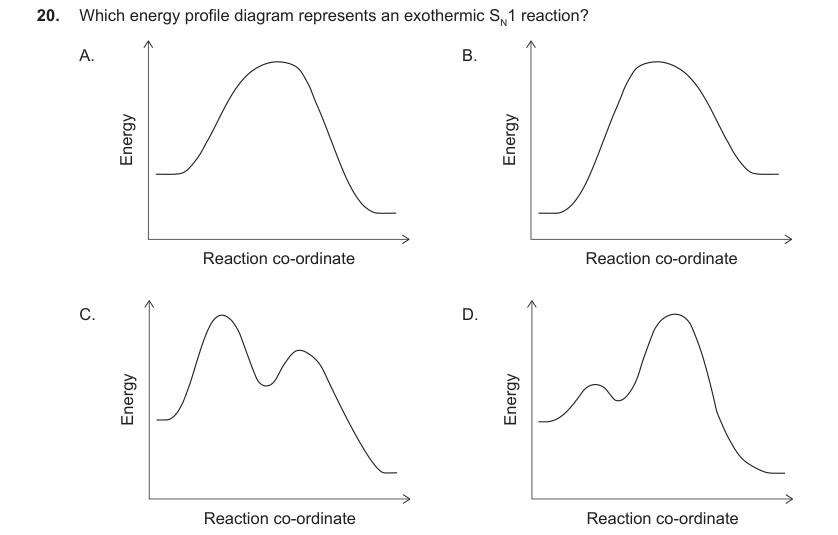 20. Which energy profile diagram represents an exothermic SN1 reaction?
A.
B.
Energy
Energy
Reaction co-ordinate
Reaction co-ordinate
C.
D.
Energy
Energy
Reaction co-ordinate
Reaction co-ordinate